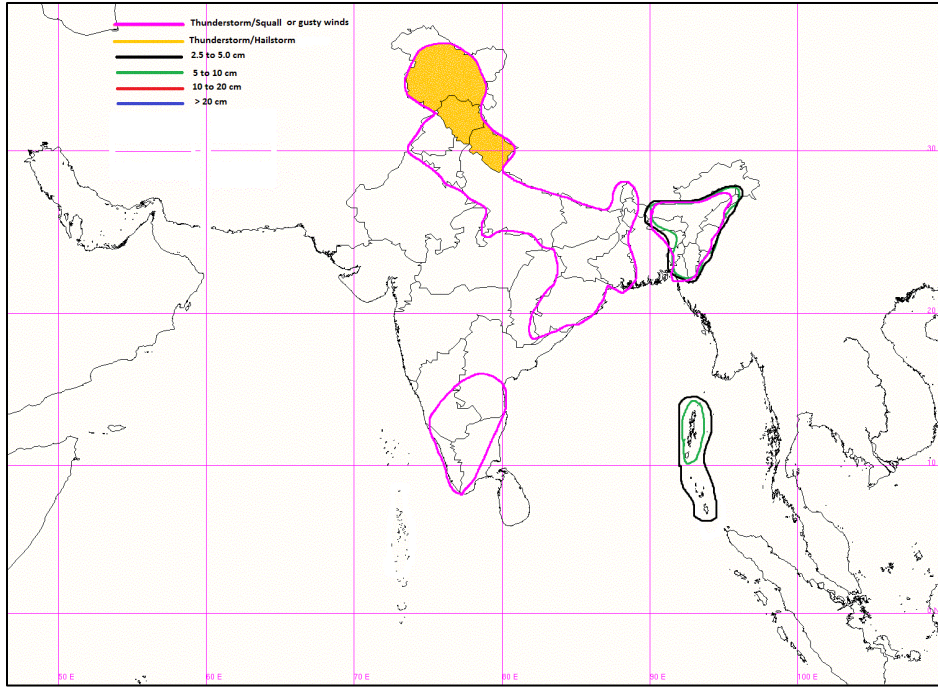 Thunderstorm/Squall or gusty winds
Thunderstorm/Hailstorm
2.5 to 5.0 cm
5 to 10 cm
10 to 20 cm
> 20 cm
30
20
10
50 E
60 E
70 E
80 E
90 E
100 E